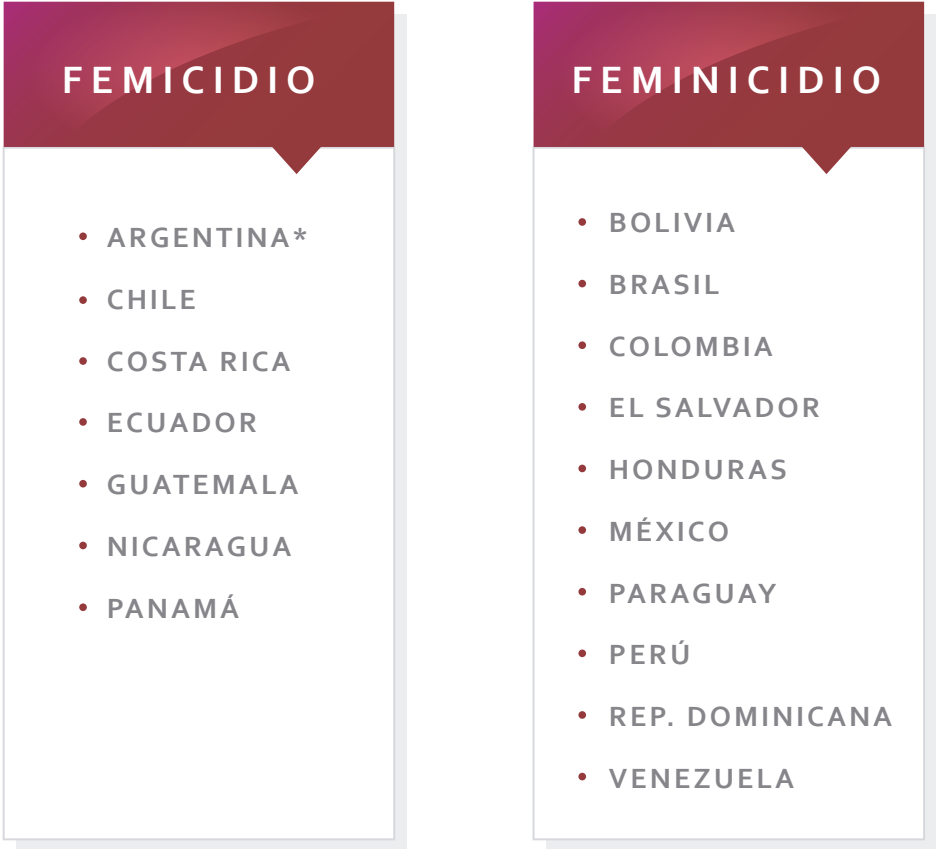 FEMICIDIO
• ARGENTINA*
• CHILE
• COSTA RICA
• ECUADOR
• GUATEMALA
• NICARAGUA
• PANAMÁ
FEMINICIDIO
• BOLIVIA
• BRASIL
• COLOMBIA
• EL SALVADOR
• HONDURAS
• MÉXICO
• PARAGUAY
• PERÚ
• REP. DOMINICANA
• VENEZUELA